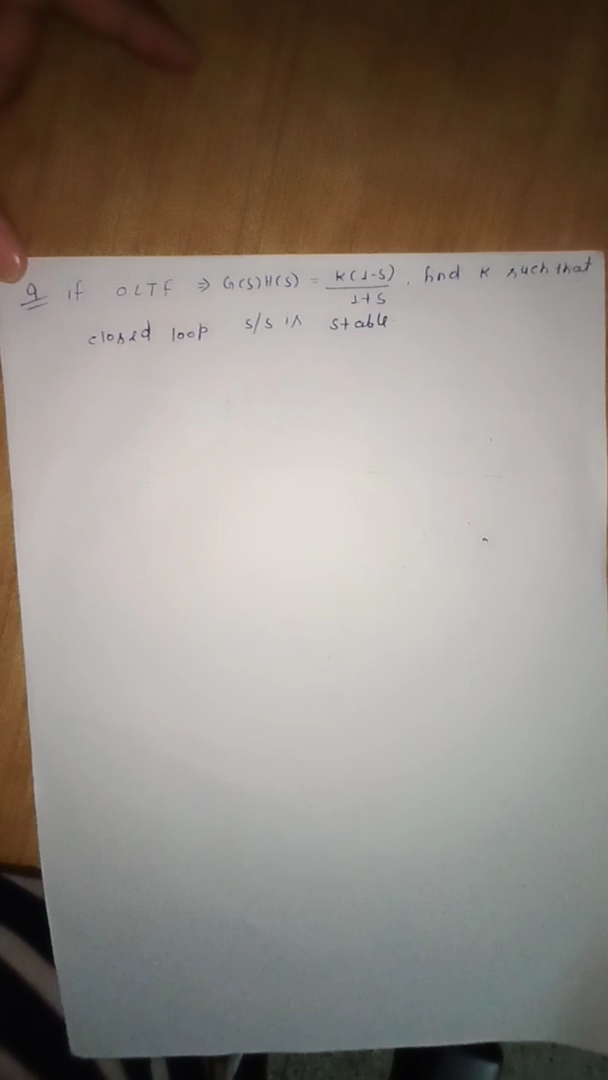 Q if OLTF ⇒ G(s)H(s) = K(1-s)/1+s , find K such that
closed loop s/s is stable